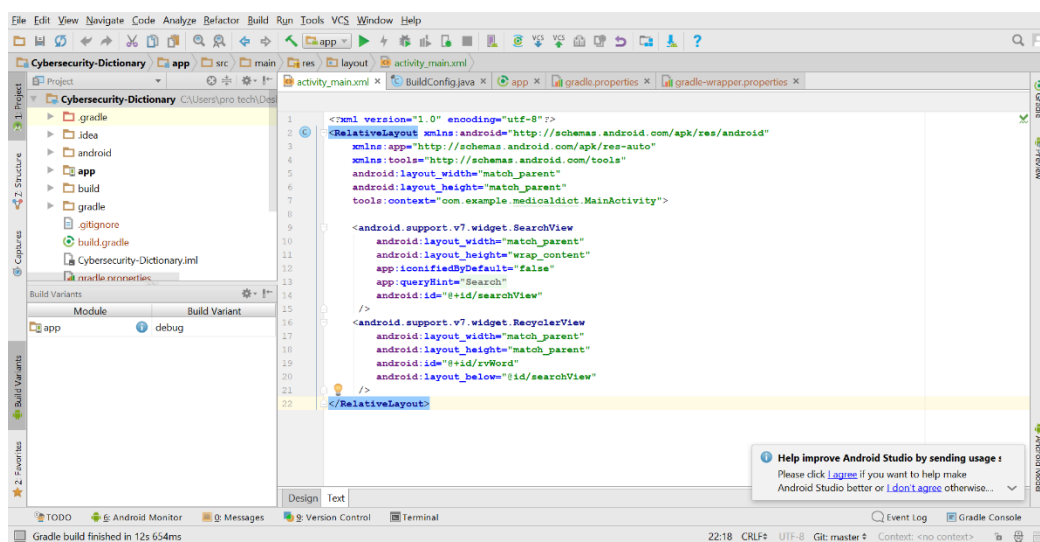 File Edit View Navigate Code Analyze Refactor Build Run Tools VCS Window Help
app
Cybersecurity-Dictionary app src main res layout activity_main.xml
Project
activity_main.xml BuildConfig.java app gradle.properties gradle-wrapper.properties
Cybersecurity-Dictionary C:\Users\pro tech\Des
.gradle
.idea
android
app
build
gradle
.gitignore
build.gradle
Cybersecurity-Dictionary.iml
gradle.properties
Build Variants
Module Build Variant
app debug
1 <?xml version="1.0" encoding="utf-8"?>
2 <RelativeLayout xmlns:android="http://schemas.android.com/apk/res/android"
3 xmlns:app="http://schemas.android.com/apk/res-auto"
4 xmlns:tools="http://schemas.android.com/tools"
5 android:layout_width="match_parent"
6 android:layout_height="match_parent"
7 tools:context="com.example.medicaldict.MainActivity">
8
9 <android.support.v7.widget.SearchView
10 android:layout_width="match_parent"
11 android:layout_height="wrap_content"
12 app:iconifiedByDefault="false"
13 app:queryHint="Search"
14 android:id="@+id/searchView"
15 />
16 <android.support.v7.widget.RecyclerView
17 android:layout_width="match_parent"
18 android:layout_height="match_parent"
19 android:id="@+id/rvWord"
20 android:layout_below="@id/searchView"
21 />
22 </RelativeLayout>
1: Project
7: Structure
Captures
Build Variants
2: Favorites
Gradle
Preview
Android Model
Help improve Android Studio by sending usage s
Please click I agree if you want to help make
Android Studio better or I don't agree otherwise....
Design Text
TODO 6: Android Monitor 0: Messages 9: Version Control Terminal Event Log Gradle Console
Gradle build finished in 12s 654ms 22:18 CRLF UTF-8 Git: master Context: <no context>